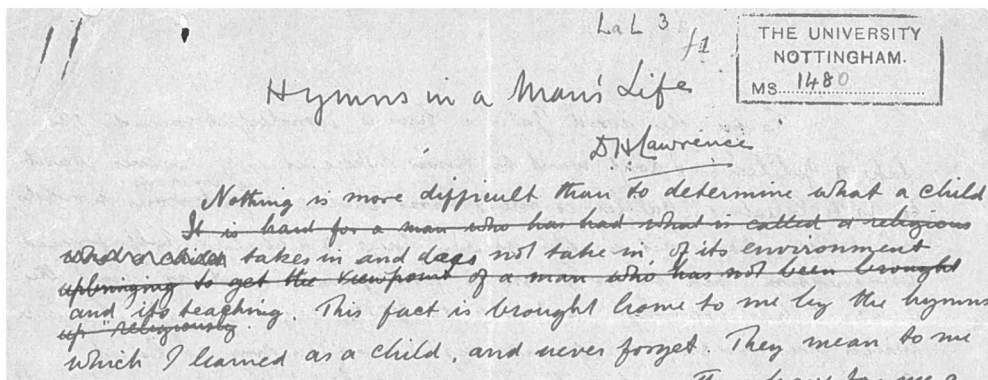 LaL 3
f1
THE UNIVERSITY
NOTTINGHAM.
MS. 1480
Hymns in a Man's Life
DHLawrence
Nothing is more difficult than to determine what a child
It is hard for a man who has had what is called a religious
takes in and does not take in, of its environment
upbringing to get the viewpoint of a man who has not been brought
and its teaching. This fact is brought home to me by the hymns
up "religiously".
which I learned as a child, and never forget. They mean to me